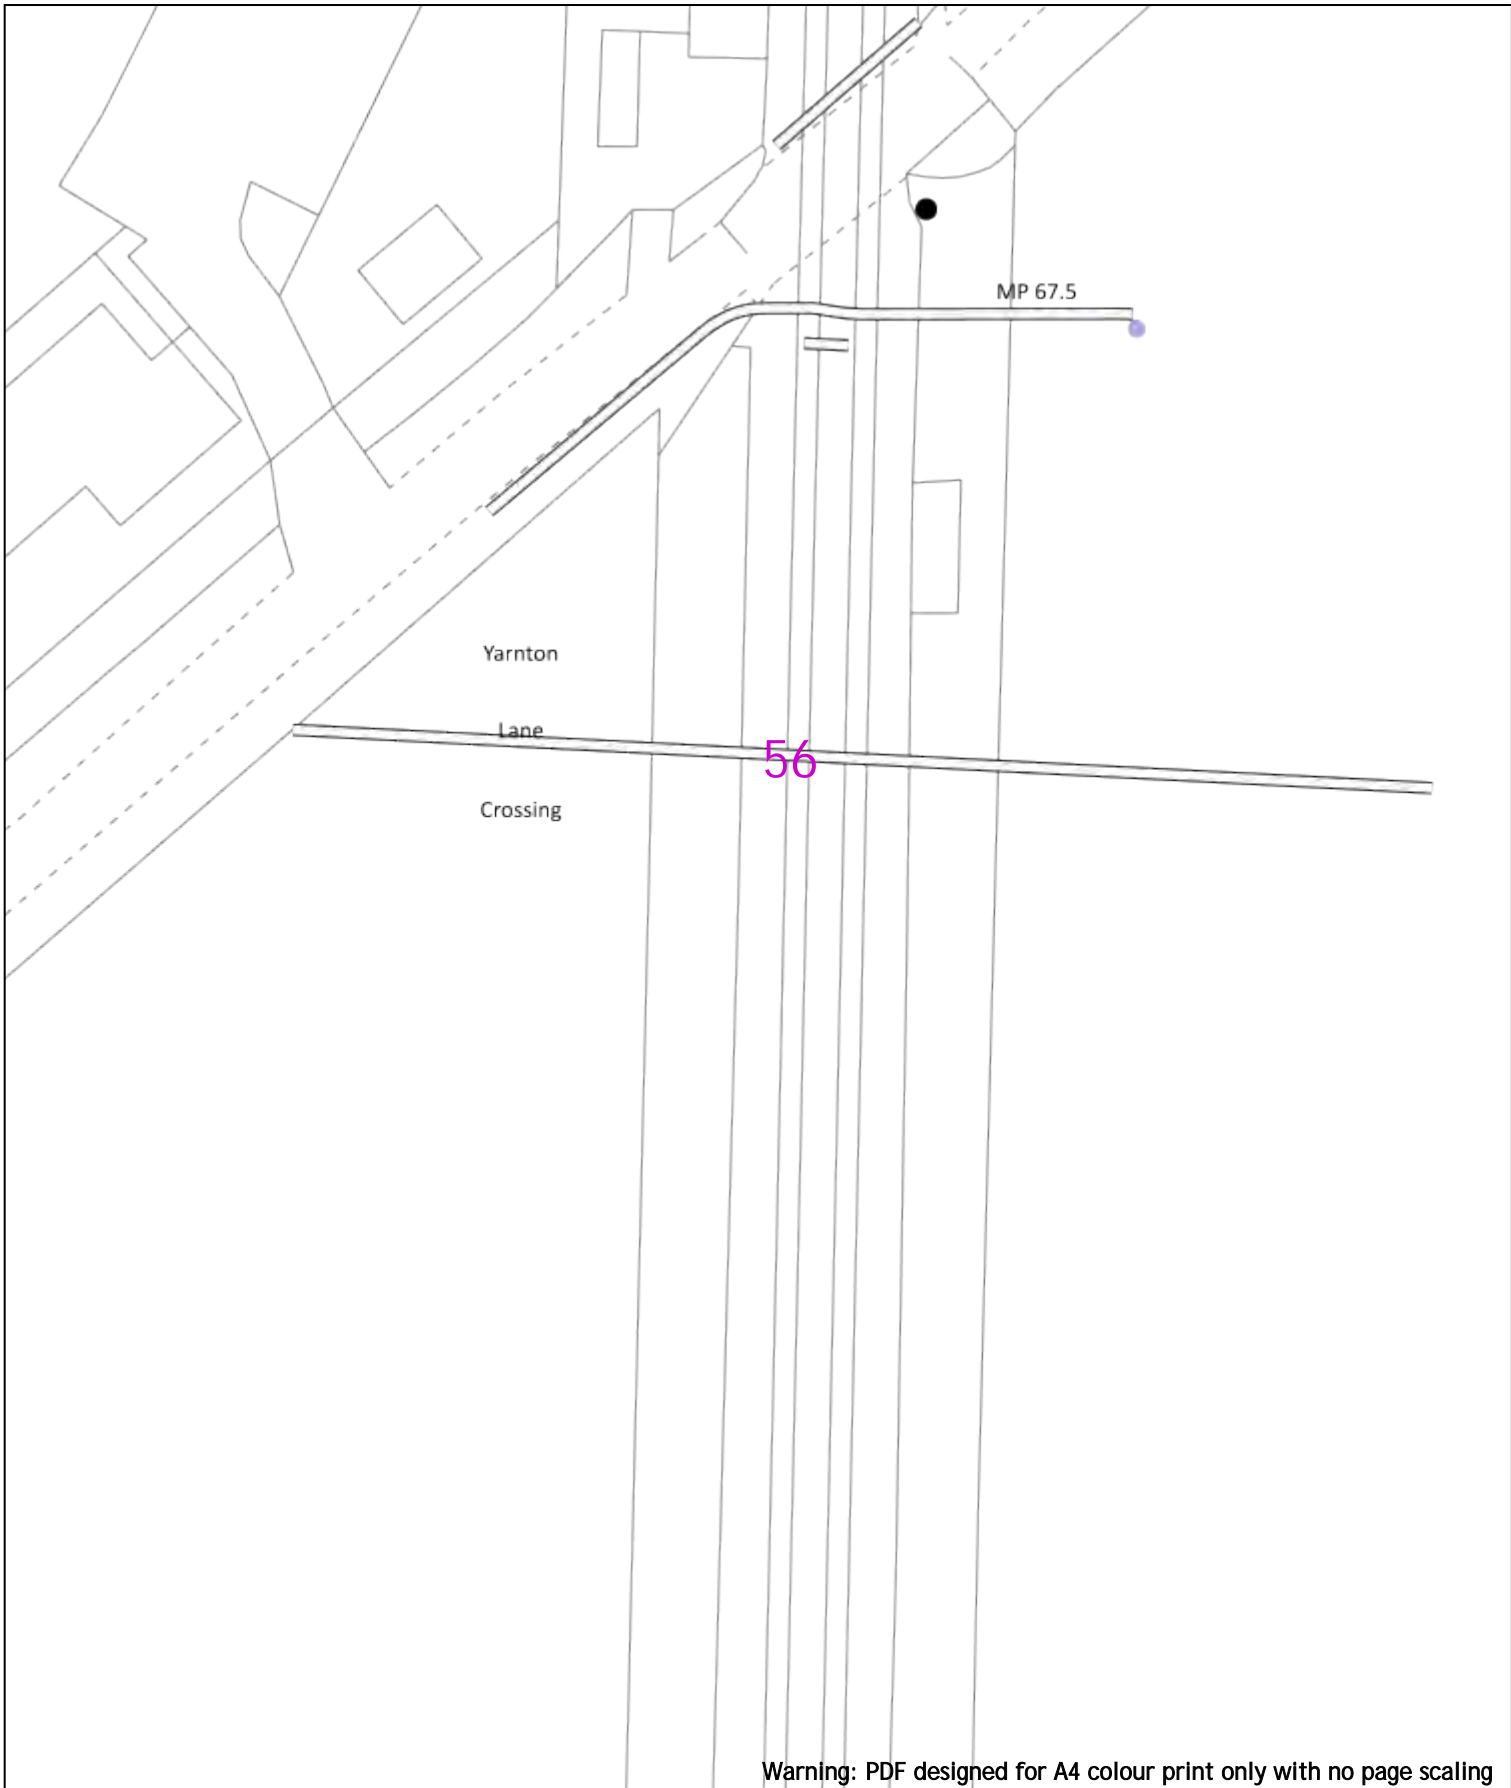 MP 67.5
Yarnton
Lane
56
Crossing
Warning: PDF designed for A4 colour print only with no page scaling